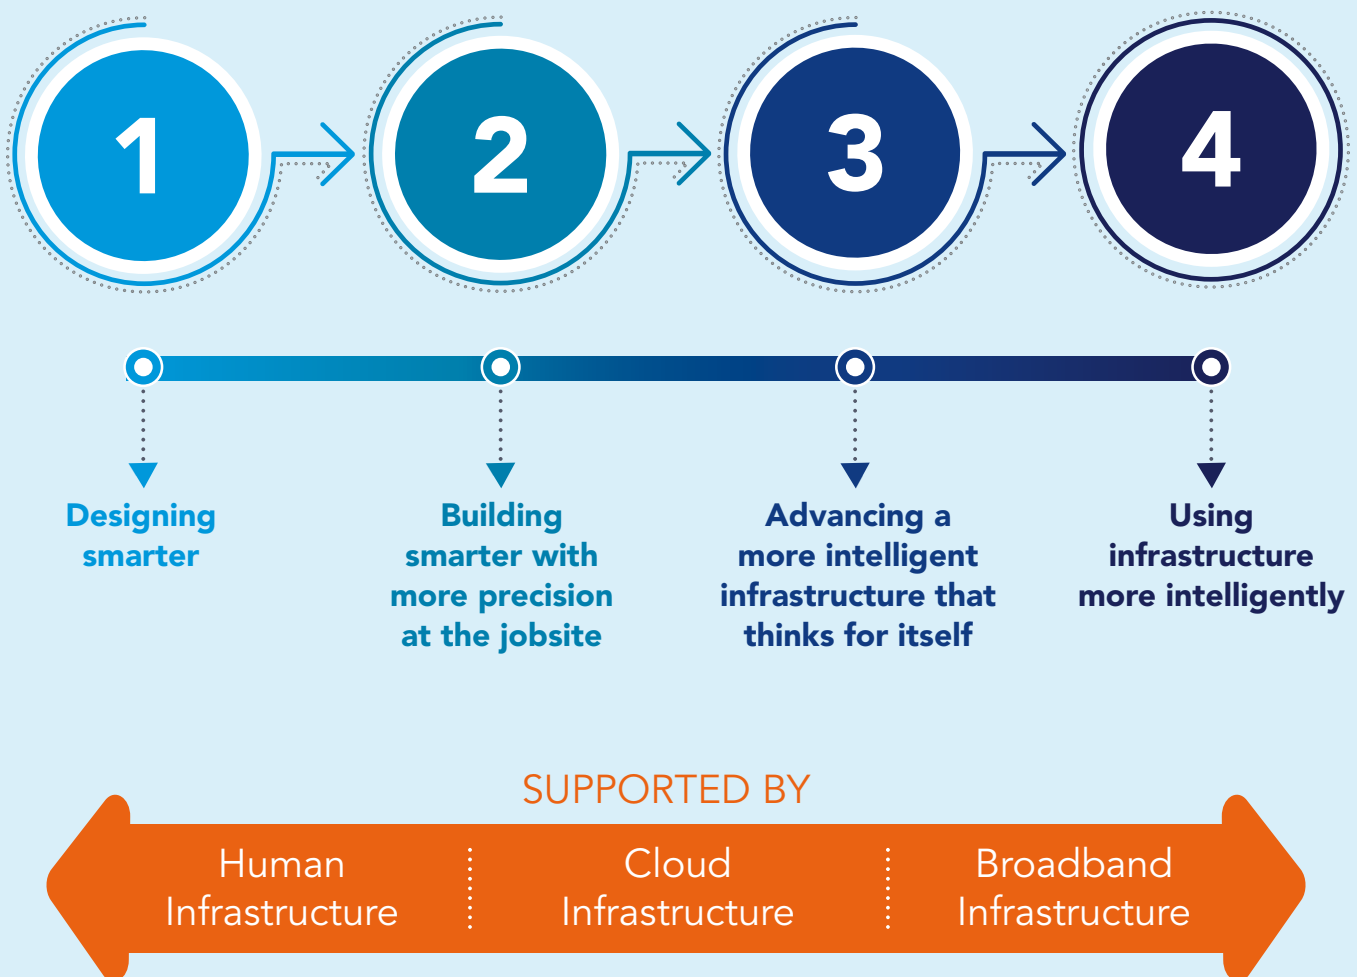 1
2
3
4
Designing
smarter
Building
smarter with
more precision
at the jobsite
Advancing a
more intelligent
infrastructure that
thinks for itself
Using
infrastructure
more intelligently
SUPPORTED BY
Human
Infrastructure
Cloud
Infrastructure
Broadband
Infrastructure